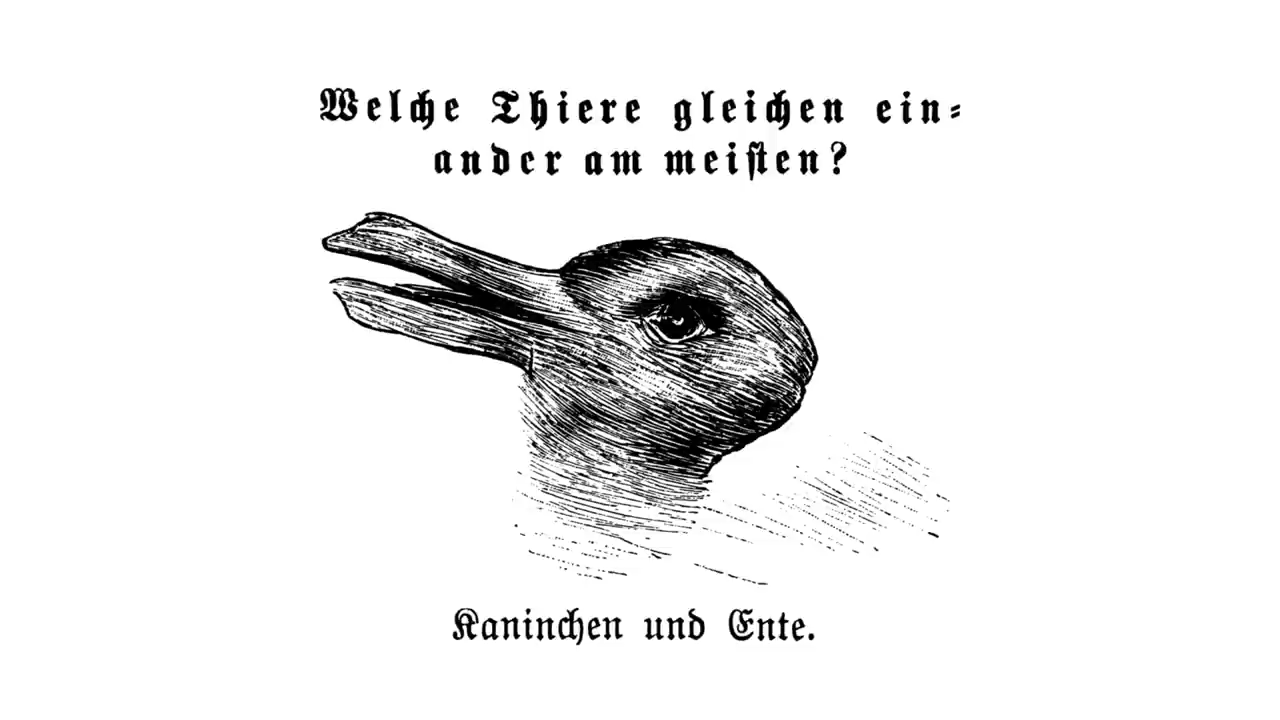 Welche Thiere gleichen ein-
ander am meisten?
Kaninchen und Ente.